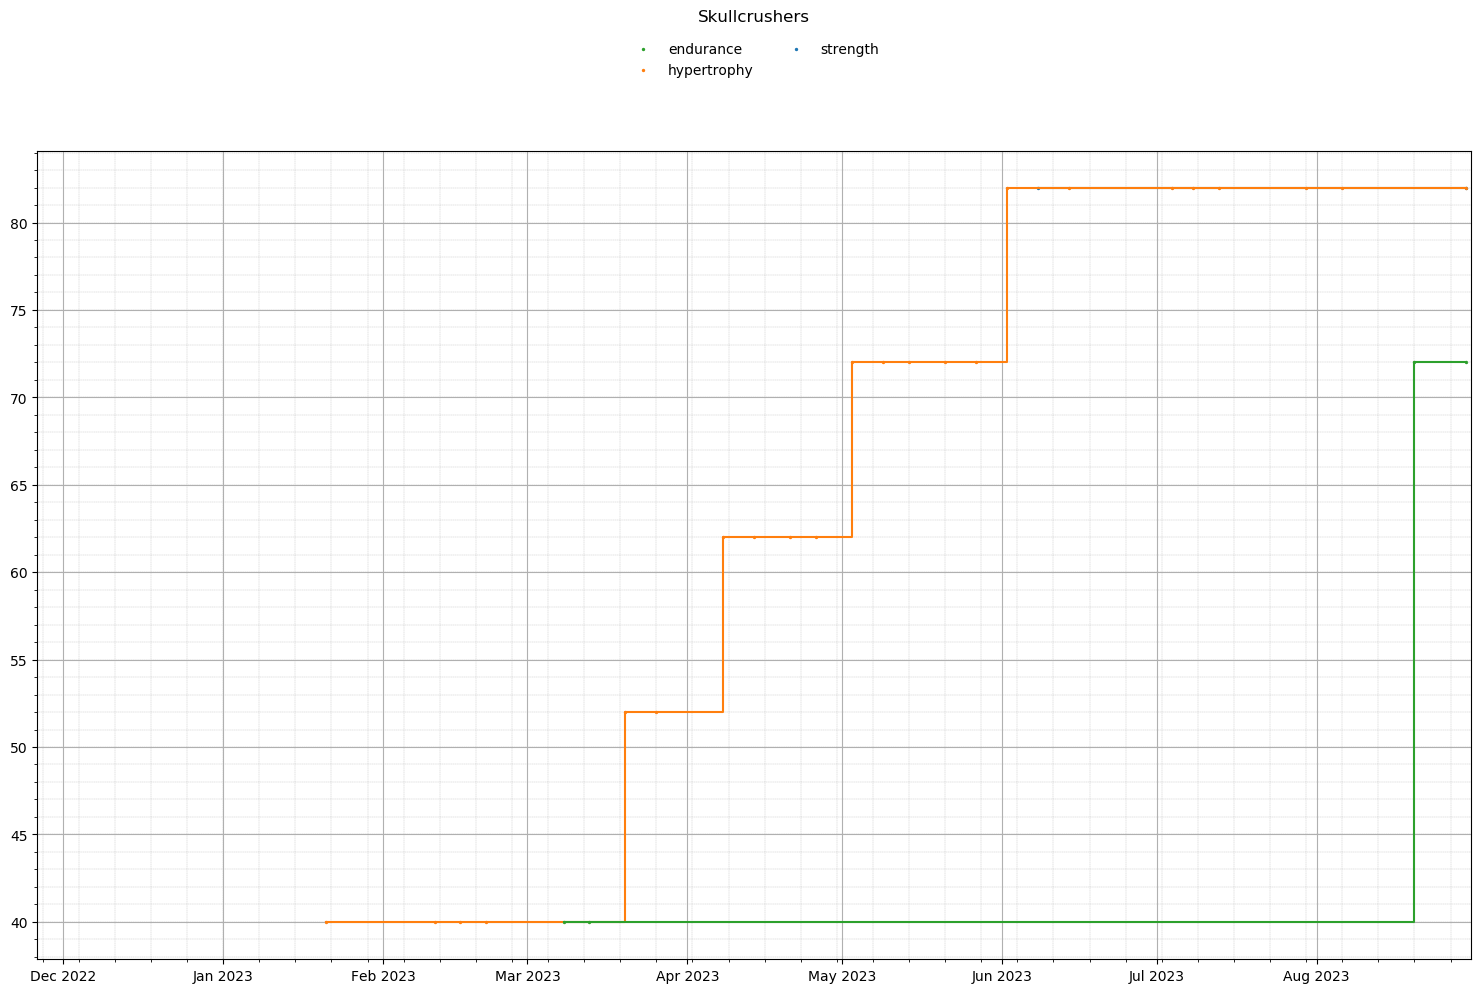 Skullcrushers
endurance
strength
hypertrophy
80
75
70
65
60
55
50
45
40
Dec 2022
Jan 2023
Feb 2023
Mar 2023
Apr 2023
May 2023
Jun 2023
Jul 2023
Aug 2023